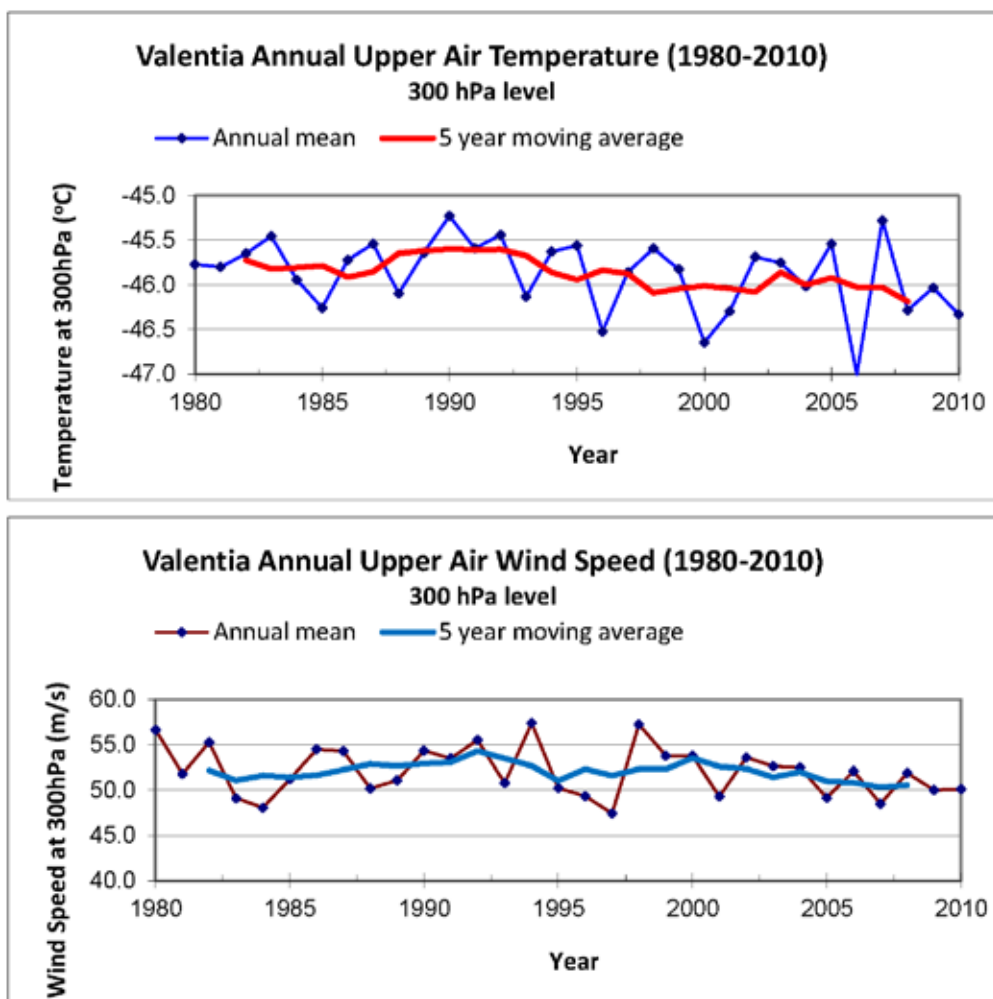 Valentia Annual Upper Air Temperature (1980-2010)
300 hPa level
Annual mean 5 year moving average
Temperature at 300hPa (ºC)
-45.0
-45.5
-46.0
-46.5
-47.0
1980 1985 1990 1995 2000 2005 2010
Year
Valentia Annual Upper Air Wind Speed (1980-2010)
300 hPa level
Annual mean 5 year moving average
Wind Speed at 300hPa (m/s)
60.0
55.0
50.0
45.0
40.0
1980 1985 1990 1995 2000 2005 2010
Year